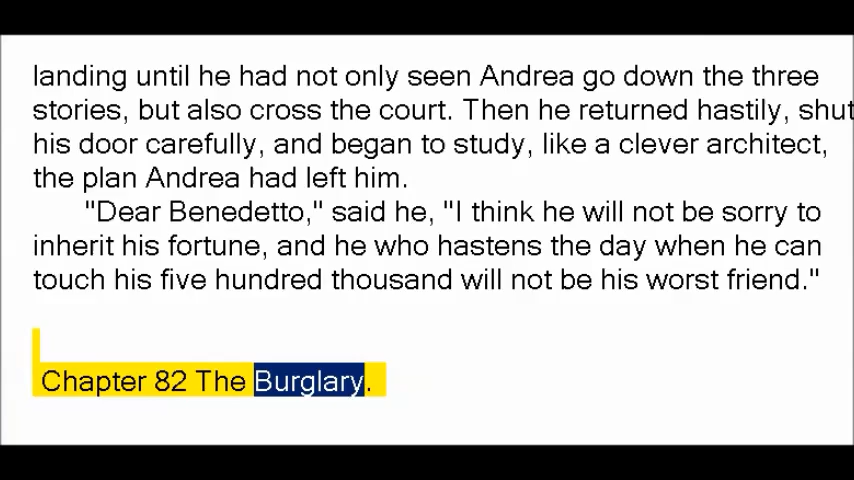 landing until he had not only seen Andrea go down the three
stories, but also cross the court. Then he returned hastily, shut
his door carefully, and began to study, like a clever architect,
the plan Andrea had left him.
"Dear Benedetto," said he, "I think he will not be sorry to
inherit his fortune, and he who hastens the day when he can
touch his five hundred thousand will not be his worst friend."
Chapter 82 The Burglary.